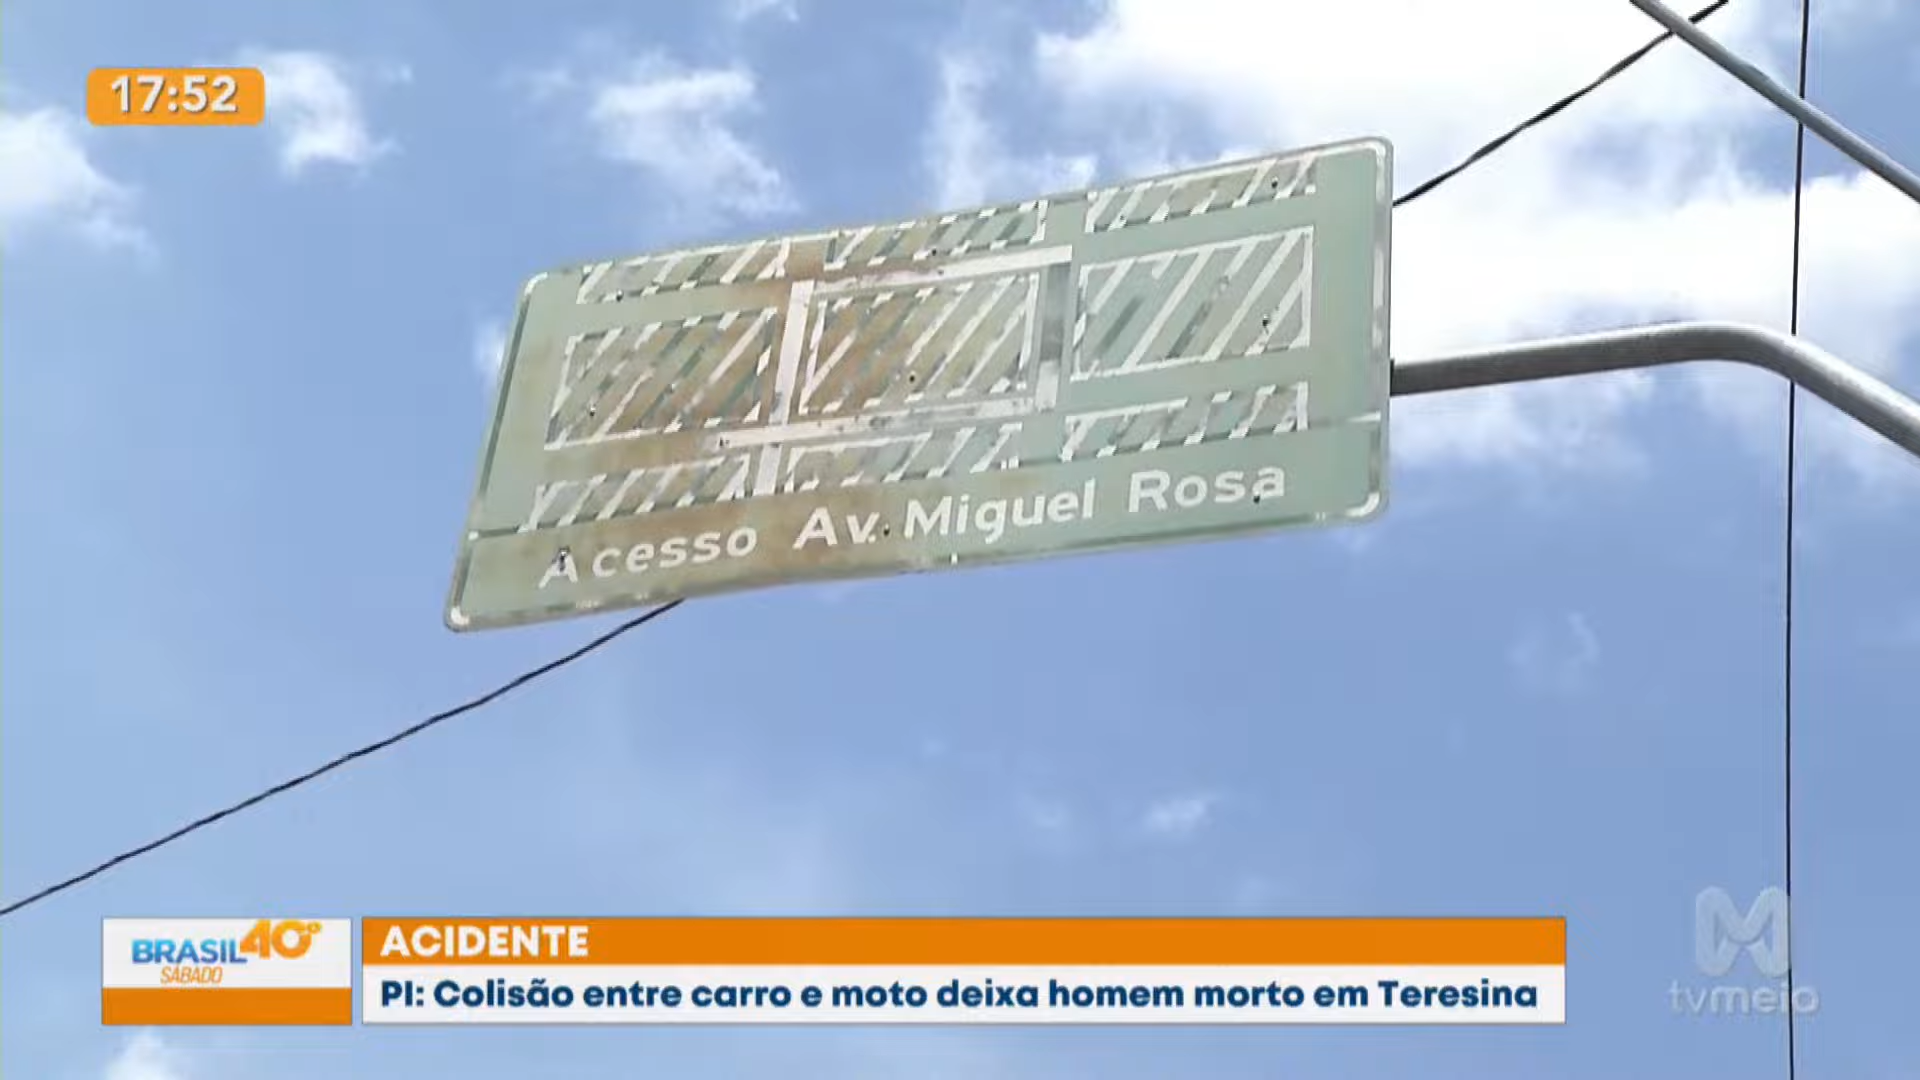 17:52
Acesso Av. Miguel Rosa
BRASIL 40°
SÁBADO
ACIDENTE
PI: Colisão entre carro e moto deixa homem morto em Teresina
tvmeio